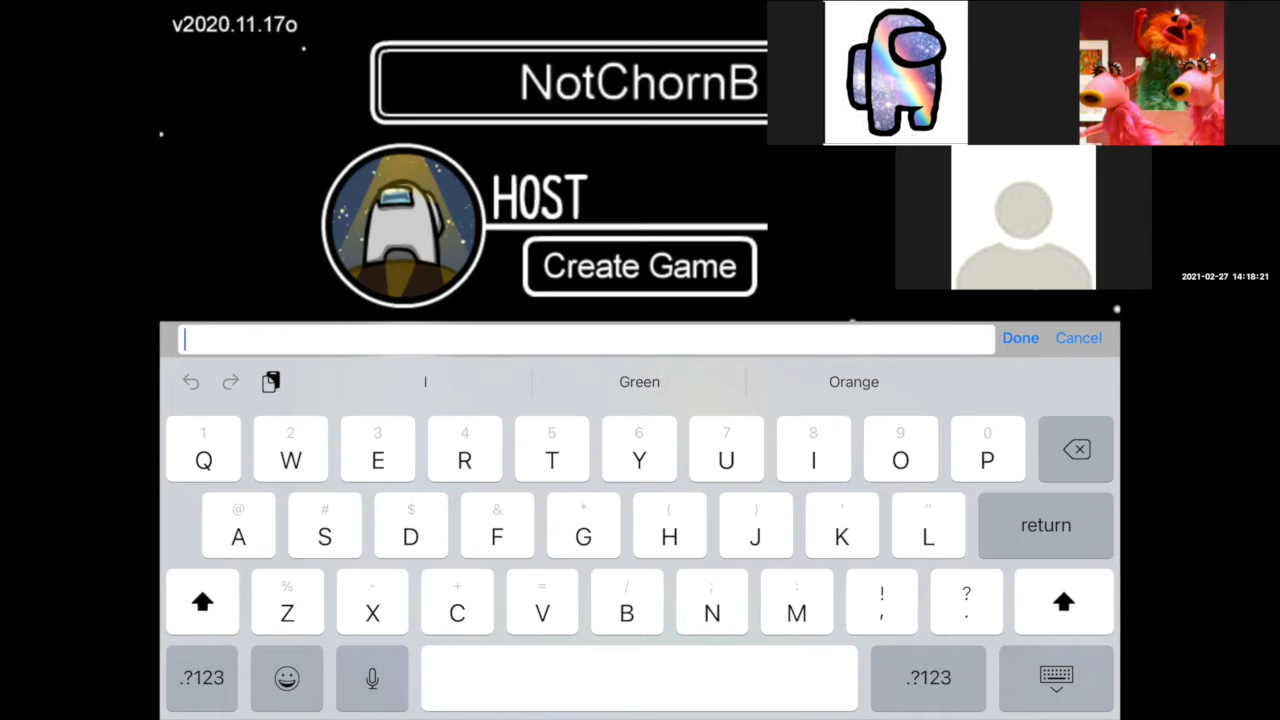 v2020.11.17o
NotChornB
HOST
Create Game
2021-02-27 14:18:21
Done Cancel
I Green Orange
1 2 3 4 5 6 7 8 9 0
Q W E R T Y U I O P
@ # $ & * ( ) ' "
A S D F G H J K L return
% - + = / ; : ! ?
Z X C V B N M , .
.?123 .?123